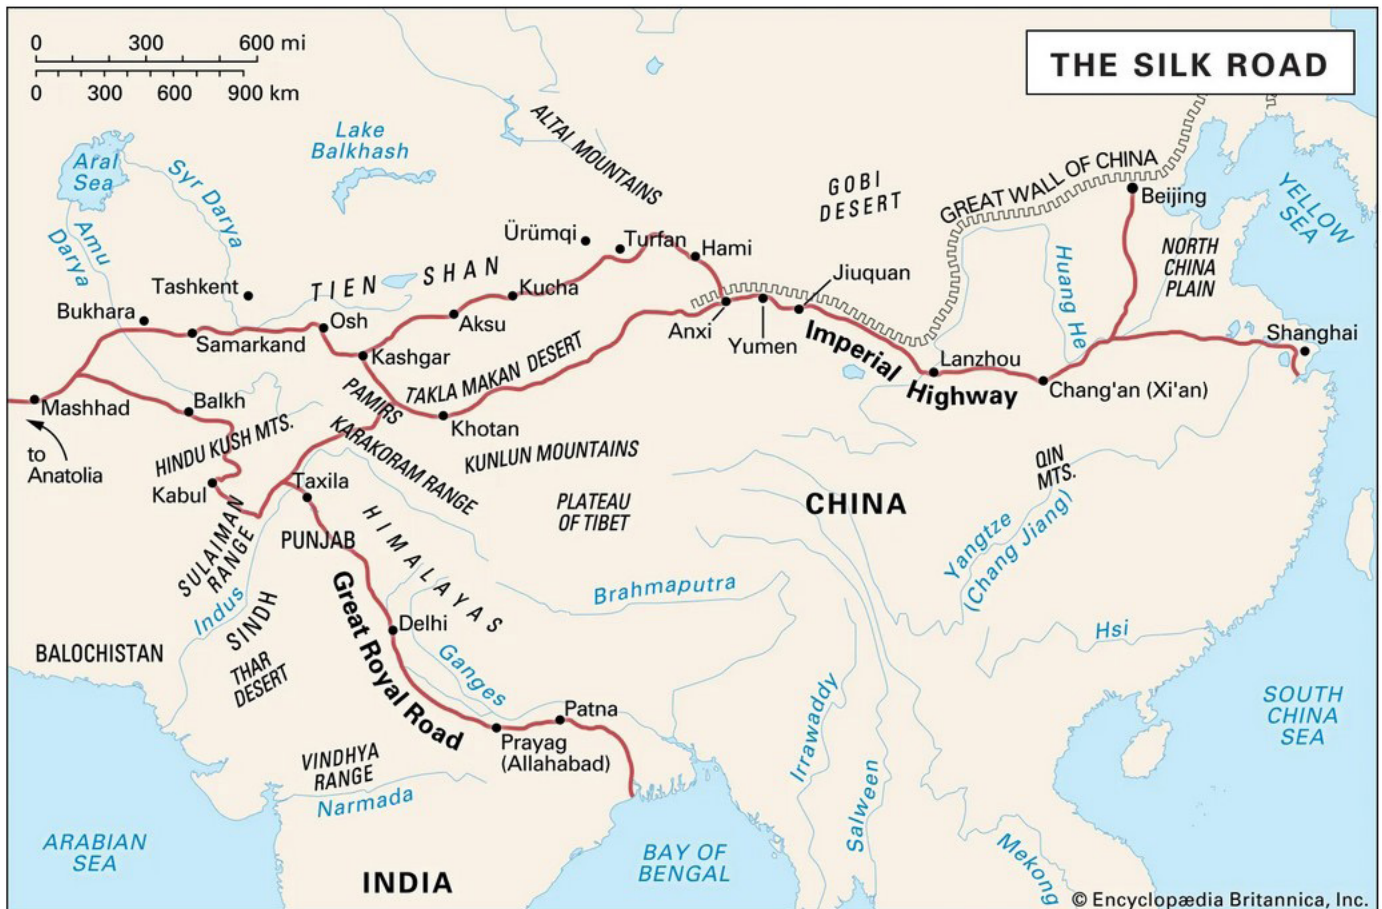 0 300 600 mi
0 300 600 900 km
THE SILK ROAD
Aral
Sea
Syr Darya
Amu
Darya
Lake
Balkhash
ALTAI MOUNTAINS
GOBI
DESERT
GREAT WALL OF CHINA
Beijing
YELLOW
SEA
NORTH
CHINA
PLAIN
Huang He
Ürümqi
Turfan
Hami
Jiuquan
Tashkent
TIEN SHAN
Kucha
Bukhara
Osh
Aksu
Samarkand
Anxi
Yumen
Shanghai
Kashgar
TAKLA MAKAN DESERT
Imperial Highway
Lanzhou
Chang'an (Xi'an)
Mashhad
Balkh
PAMIRS
Khotan
to
Anatolia
HINDU KUSH MTS.
KARAKORAM RANGE
KUNLUN MOUNTAINS
QIN
MTS.
Kabul
Taxila
PLATEAU
OF TIBET
CHINA
SULAIMAN
RANGE
PUNJAB
HIMALAYAS
Yangtze
(Chang Jiang)
Indus
SINDH
Great Royal Road
Brahmaputra
Delhi
Hsi
BALOCHISTAN
THAR
DESERT
Ganges
Patna
Prayag
(Allahabad)
Irrawaddy
SOUTH
CHINA
SEA
VINDHYA
RANGE
Narmada
Salween
ARABIAN
SEA
BAY OF
BENGAL
Mekong
INDIA
© Encyclopædia Britannica, Inc.